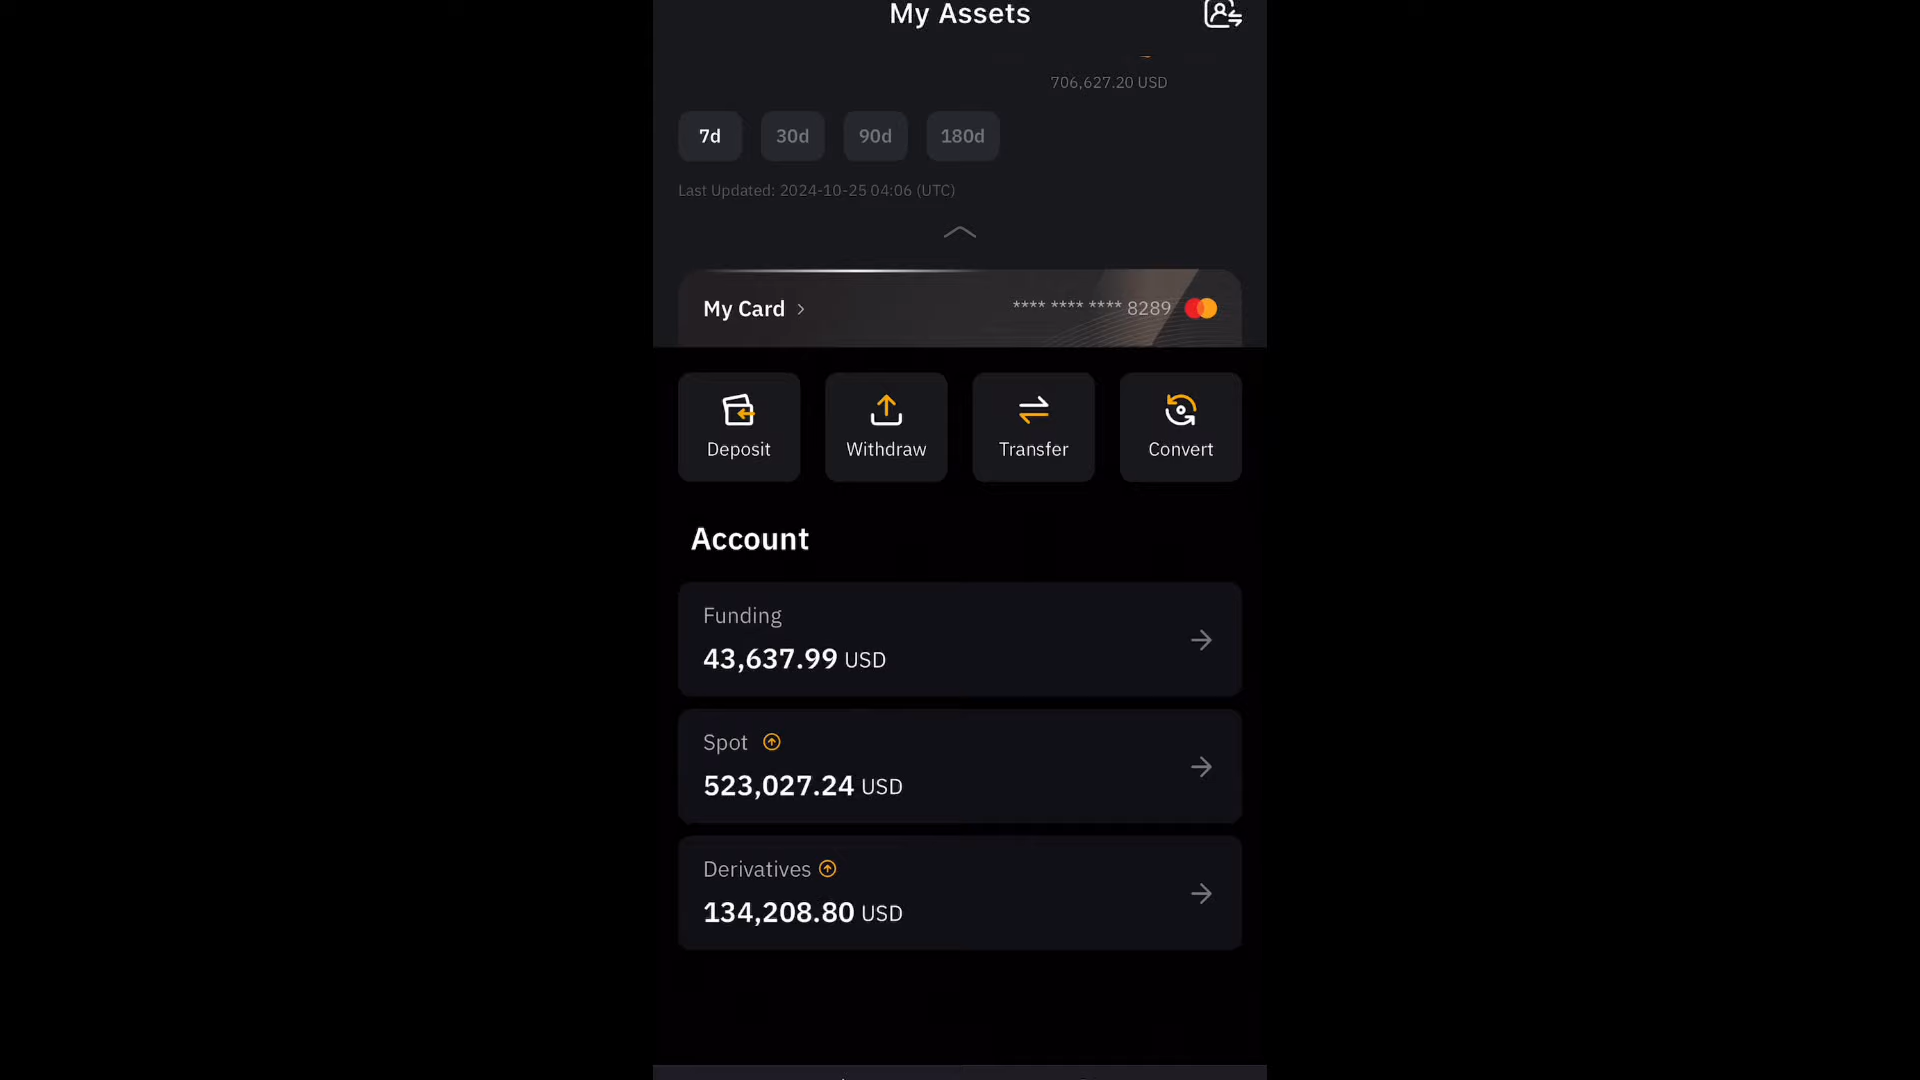 My Assets
706,627.20 USD
7d 30d 90d 180d
Last Updated: 2024-10-25 04:06 (UTC)
My Card > **** **** **** 8289
Deposit Withdraw Transfer Convert
Account
Funding
43,637.99 USD
Spot
523,027.24 USD
Derivatives
134,208.80 USD